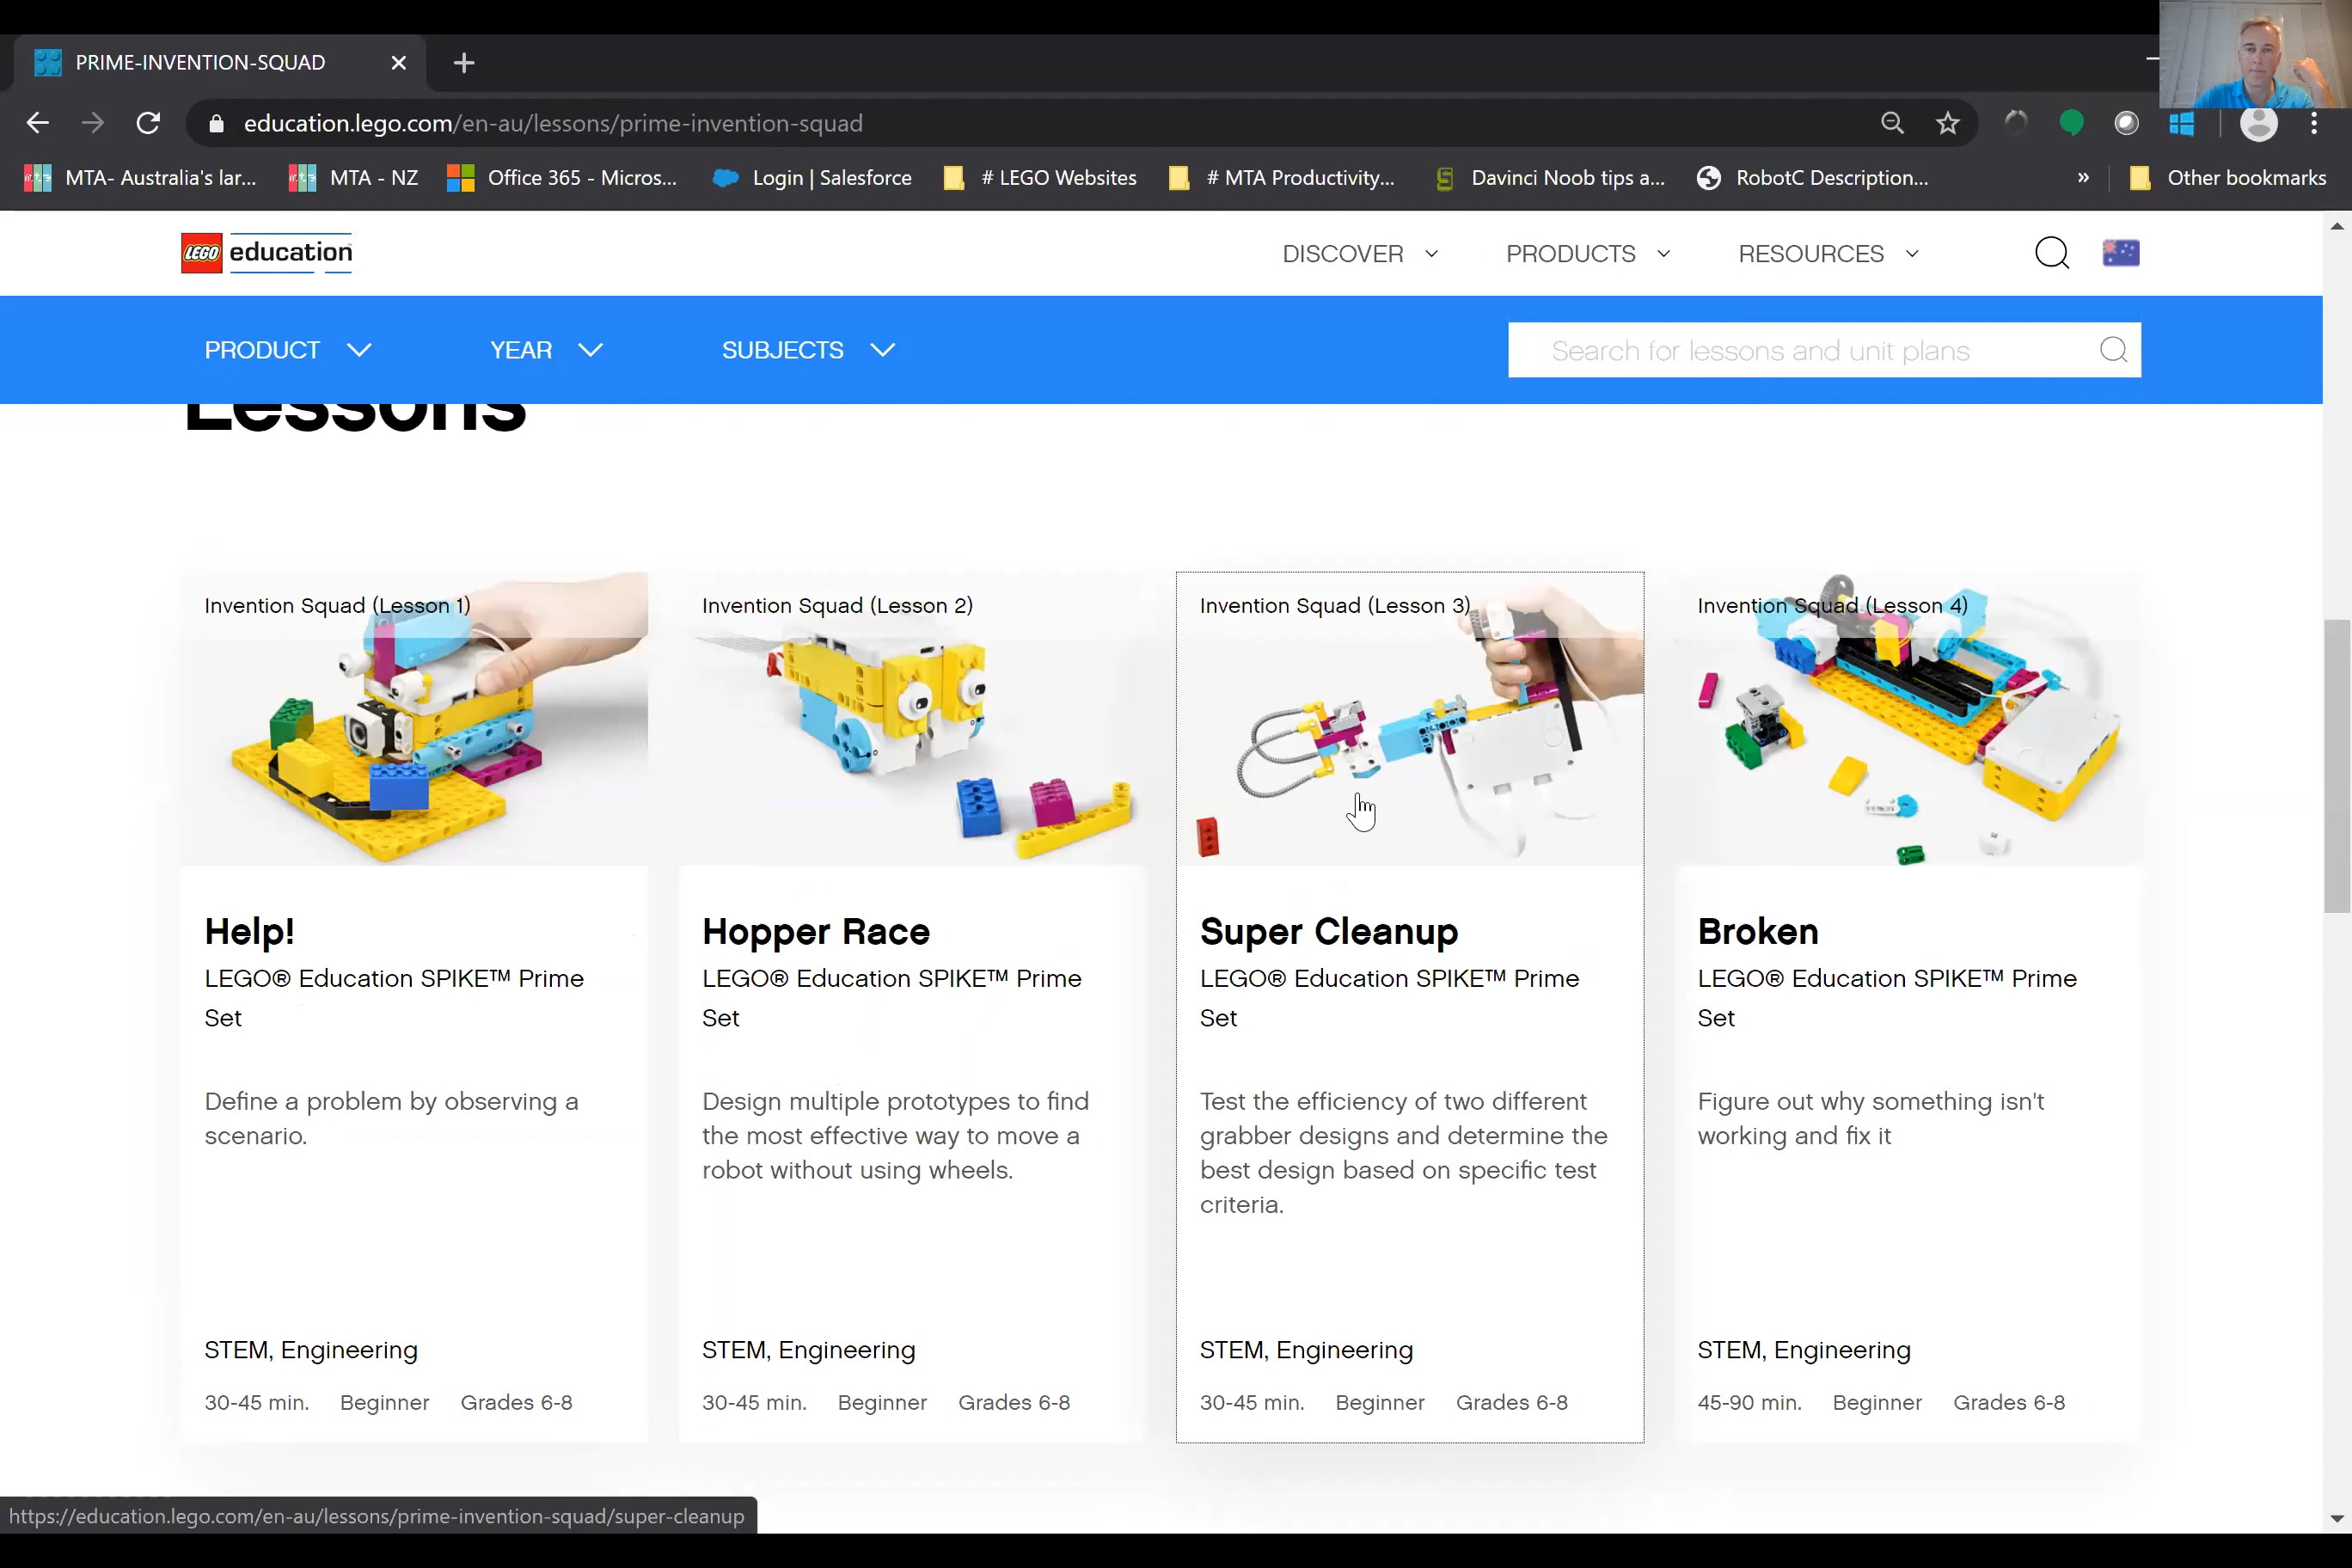 PRIME-INVENTION-SQUAD
education.lego.com/en-au/lessons/prime-invention-squad
MTA- Australia's lar... MTA - NZ Office 365 - Micros... Login | Salesforce # LEGO Websites # MTA Productivity... Davinci Noob tips a... RobotC Description... » Other bookmarks
LEGO education DISCOVER PRODUCTS RESOURCES
PRODUCT YEAR SUBJECTS Search for lessons and unit plans
Lessons
Invention Squad (Lesson 1)
Help!
LEGO® Education SPIKE™ Prime
Set
Define a problem by observing a
scenario.
STEM, Engineering
30-45 min. Beginner Grades 6-8
Invention Squad (Lesson 2)
Hopper Race
LEGO® Education SPIKE™ Prime
Set
Design multiple prototypes to find
the most effective way to move a
robot without using wheels.
STEM, Engineering
30-45 min. Beginner Grades 6-8
Invention Squad (Lesson 3)
Super Cleanup
LEGO® Education SPIKE™ Prime
Set
Test the efficiency of two different
grabber designs and determine the
best design based on specific test
criteria.
STEM, Engineering
30-45 min. Beginner Grades 6-8
Invention Squad (Lesson 4)
Broken
LEGO® Education SPIKE™ Prime
Set
Figure out why something isn't
working and fix it
STEM, Engineering
45-90 min. Beginner Grades 6-8
https://education.lego.com/en-au/lessons/prime-invention-squad/super-cleanup